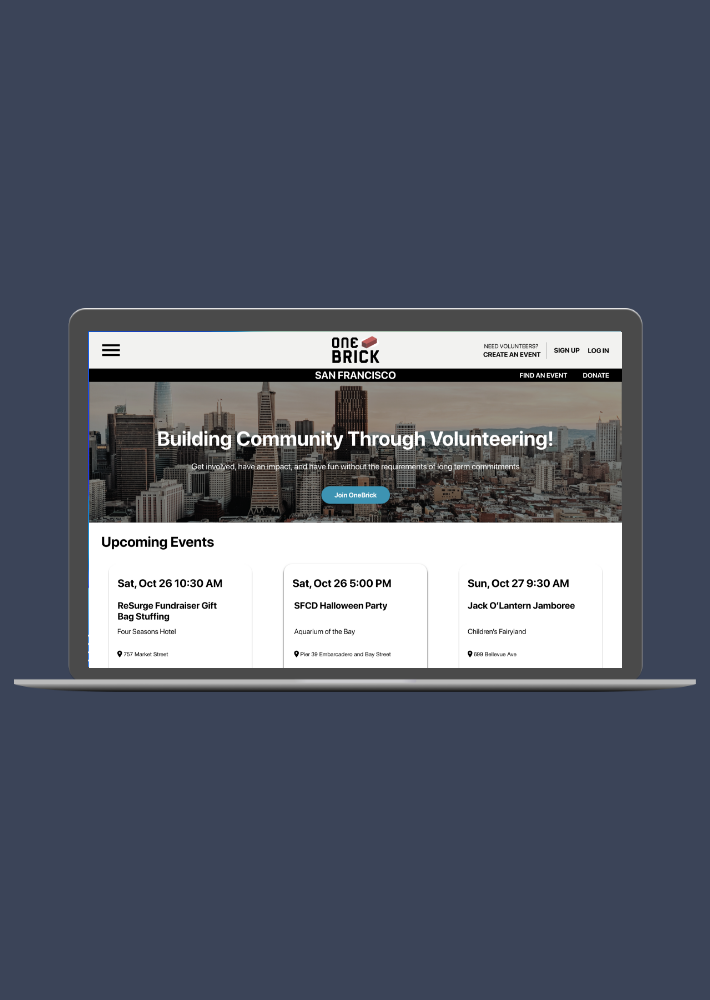 ONE
BRICK
NEED VOLUNTEERS?
CREATE AN EVENT
SIGN UP
LOG IN
SAN FRANCISCO
FIND AN EVENT
DONATE
Building Community Through Volunteering!
Get involved, have an impact, and have fun without the requirements of long term commitments
Join OneBrick
Upcoming Events
Sat, Oct 26 10:30 AM
ReSurge Fundraiser Gift
Bag Stuffing
Four Seasons Hotel
757 Market Street
Sat, Oct 26 5:00 PM
SFCD Halloween Party
Aquarium of the Bay
Pier 39 Embarcadero and Bay Street
Sun, Oct 27 9:30 AM
Jack O'Lantern Jamboree
Children's Fairyland
699 Bellevue Ave